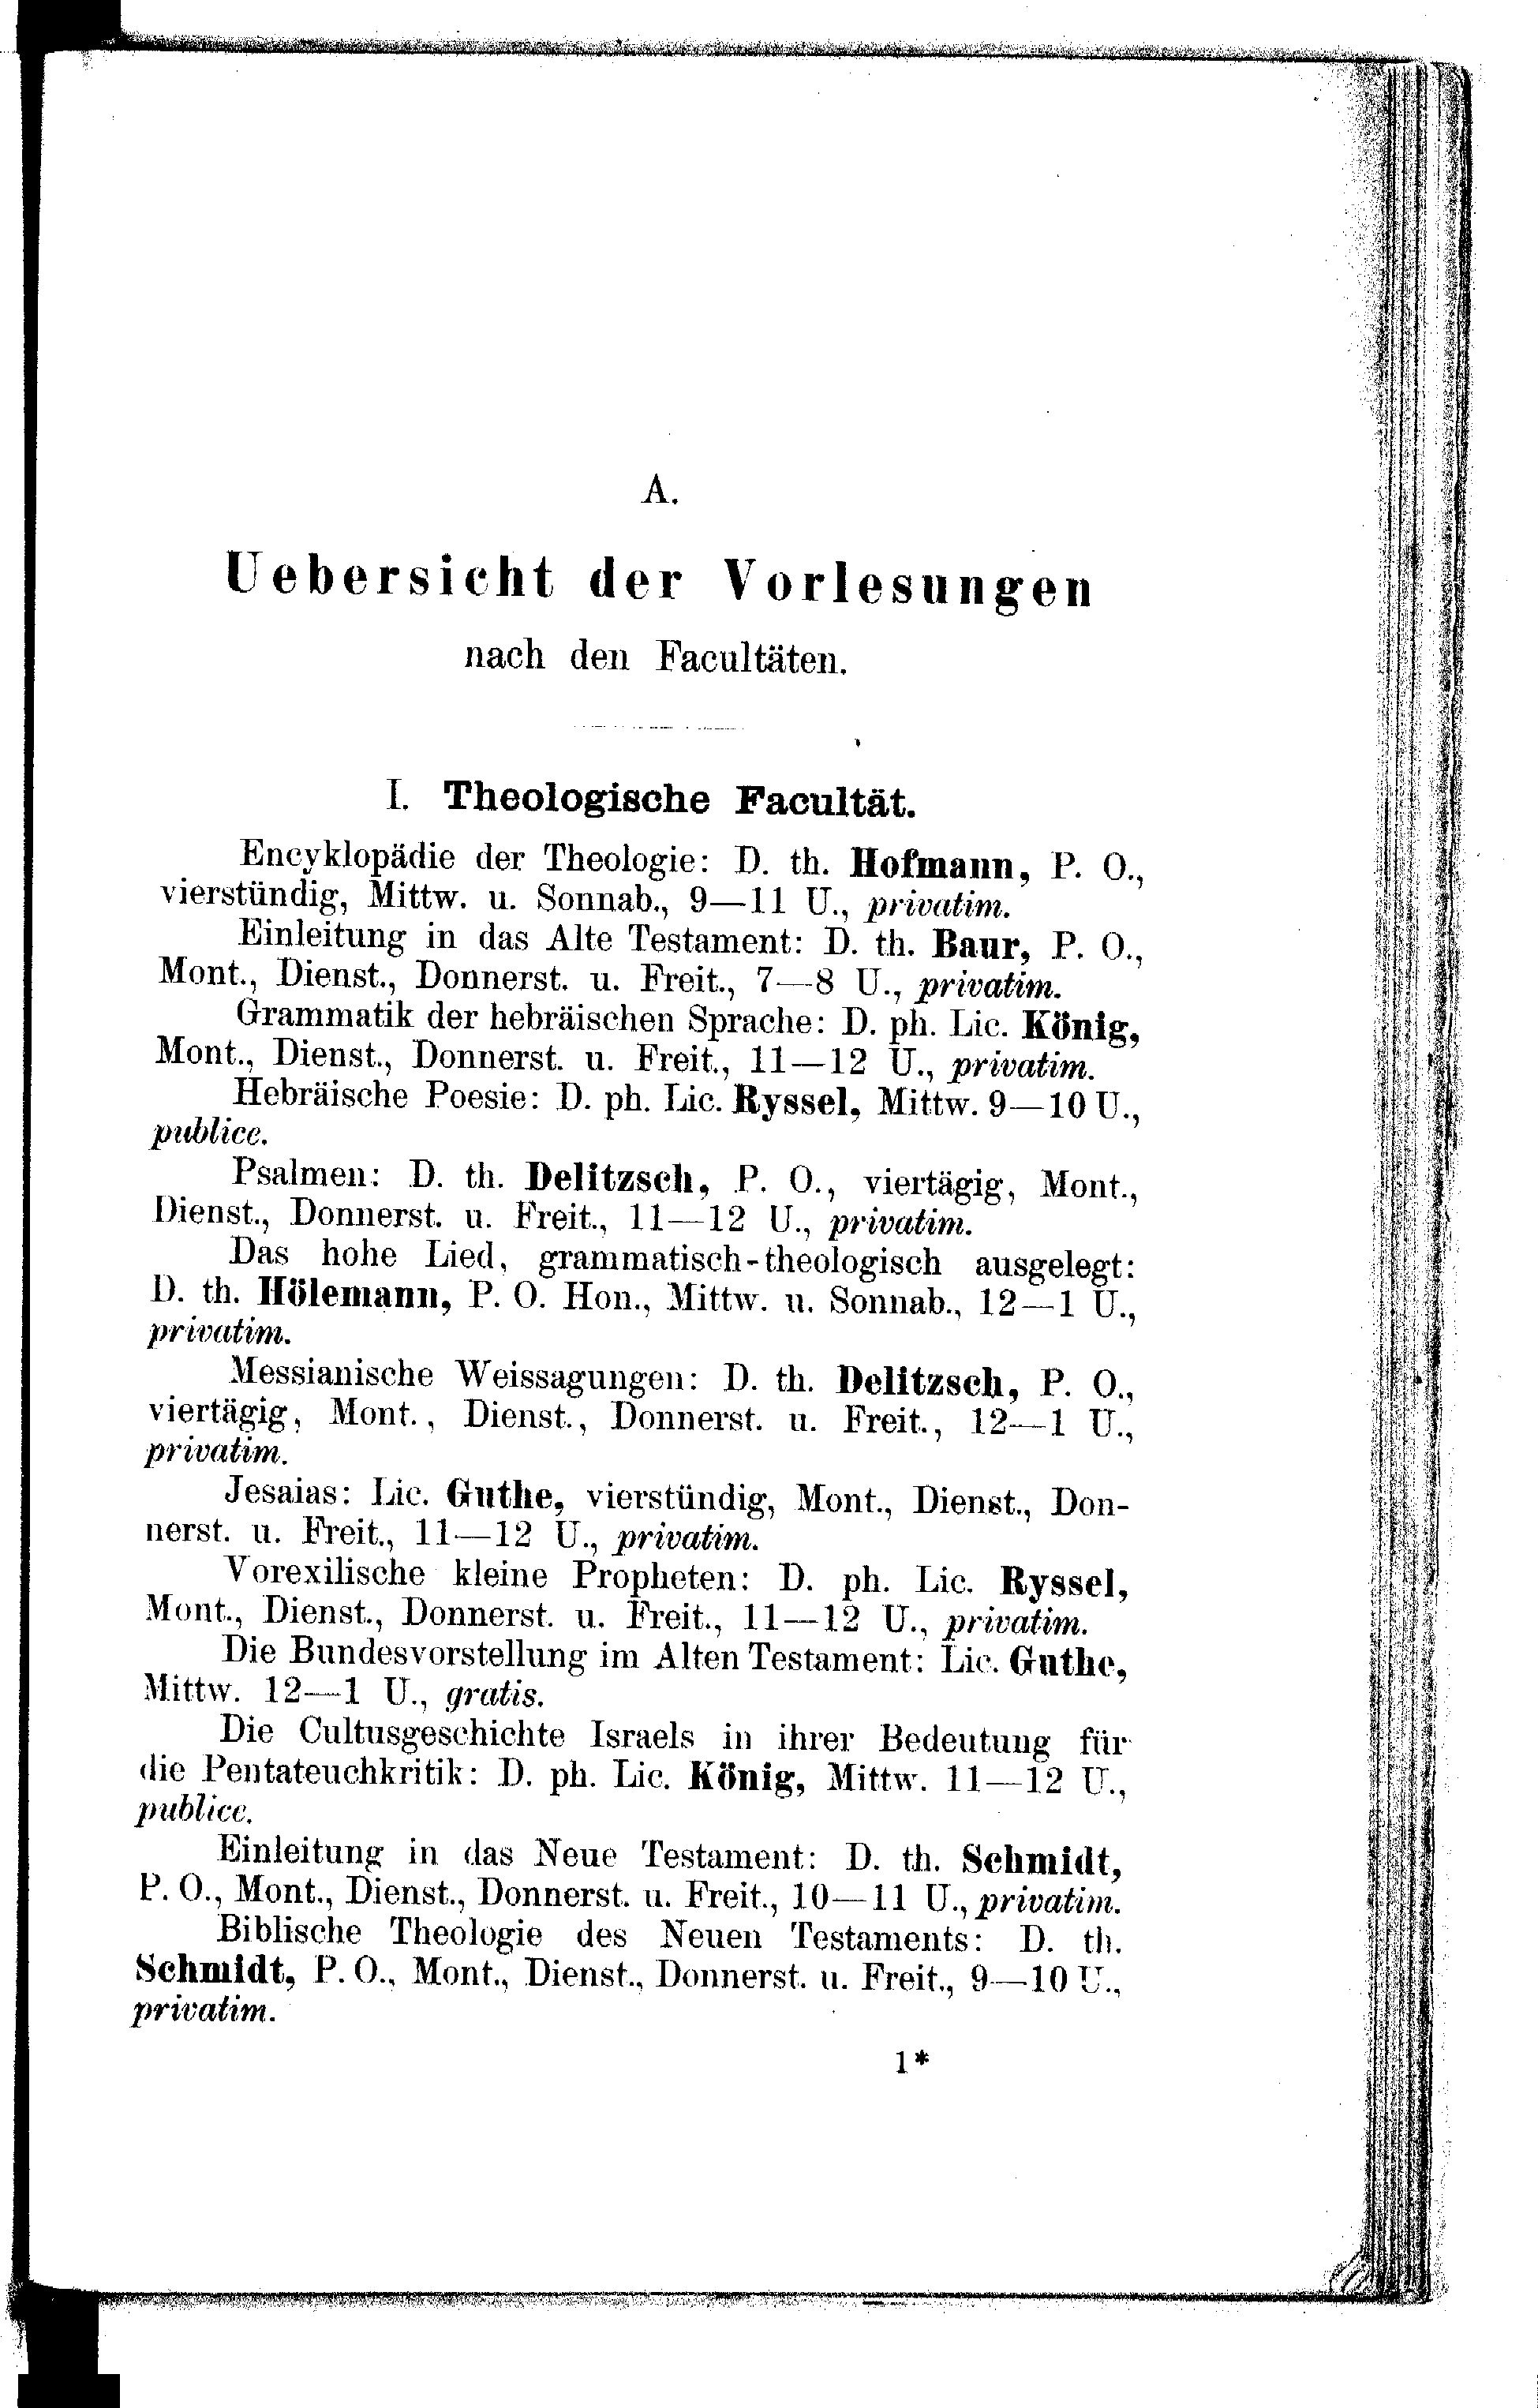 A.
Uebersicht der Vorlesungen
nach den Facultäten.
I. Theologische Facultät.
Encyklopädie der Theologie: D. th. Hofmann, P. O.,
vierstündig, Mittw. u. Sonnab., 9—11 U., privatim.
Einleitung in das Alte Testament: D. th. Baur, P. O.,
Mont., Dienst., Donnerst. u. Freit., 7—8 U., privatim.
Grammatik der hebräischen Sprache: D. ph. Lic. König,
Mont., Dienst., Donnerst. u. Freit., 11—12 U., privatim.
Hebräische Poesie: D. ph. Lic. Ryssel, Mittw. 9—10 U.,
publice.
Psalmen: D. th. Delitzsch, P. O., viertägig, Mont.,
Dienst., Donnerst. u. Freit., 11—12 U., privatim.
Das hohe Lied, grammatisch-theologisch ausgelegt:
D. th. Hölemann, P. O. Hon., Mittw. u. Sonnab., 12—1 U.,
privatim.
Messianische Weissagungen: D. th. Delitzsch, P. O.,
viertägig, Mont., Dienst., Donnerst. u. Freit., 12—1 U.,
privatim.
Jesaias: Lic. Guthe, vierstündig, Mont., Dienst., Don-
nerst. u. Freit., 11—12 U., privatim.
Vorexilische kleine Propheten: D. ph. Lic. Ryssel,
Mont., Dienst., Donnerst. u. Freit., 11—12 U., privatim.
Die Bundesvorstellung im Alten Testament: Lic. Guthe,
Mittw. 12—1 U., gratis.
Die Cultusgeschichte Israels in ihrer Bedeutung für
die Pentateuchkritik: D. ph. Lic. König, Mittw. 11—12 U.,
publice.
Einleitung in das Neue Testament: D. th. Schmidt,
P. O., Mont., Dienst., Donnerst. u. Freit., 10—11 U., privatim.
Biblische Theologie des Neuen Testaments: D. th.
Schmidt, P. O., Mont., Dienst., Donnerst. u. Freit., 9—10 U.,
privatim.
1*